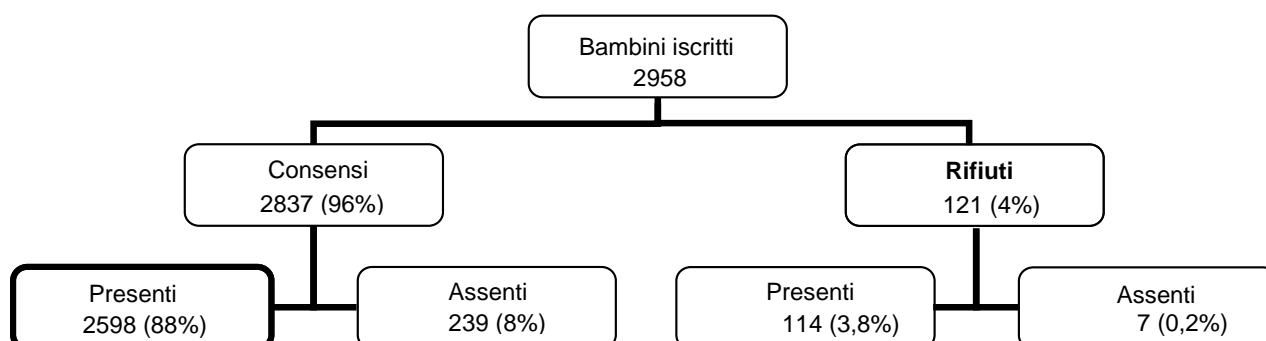 Bambini iscritti
2958
Consensi
2837 (96%)
Rifiuti
121 (4%)
Presenti
2598 (88%)
Assenti
239 (8%)
Presenti
114 (3,8%)
Assenti
7 (0,2%)